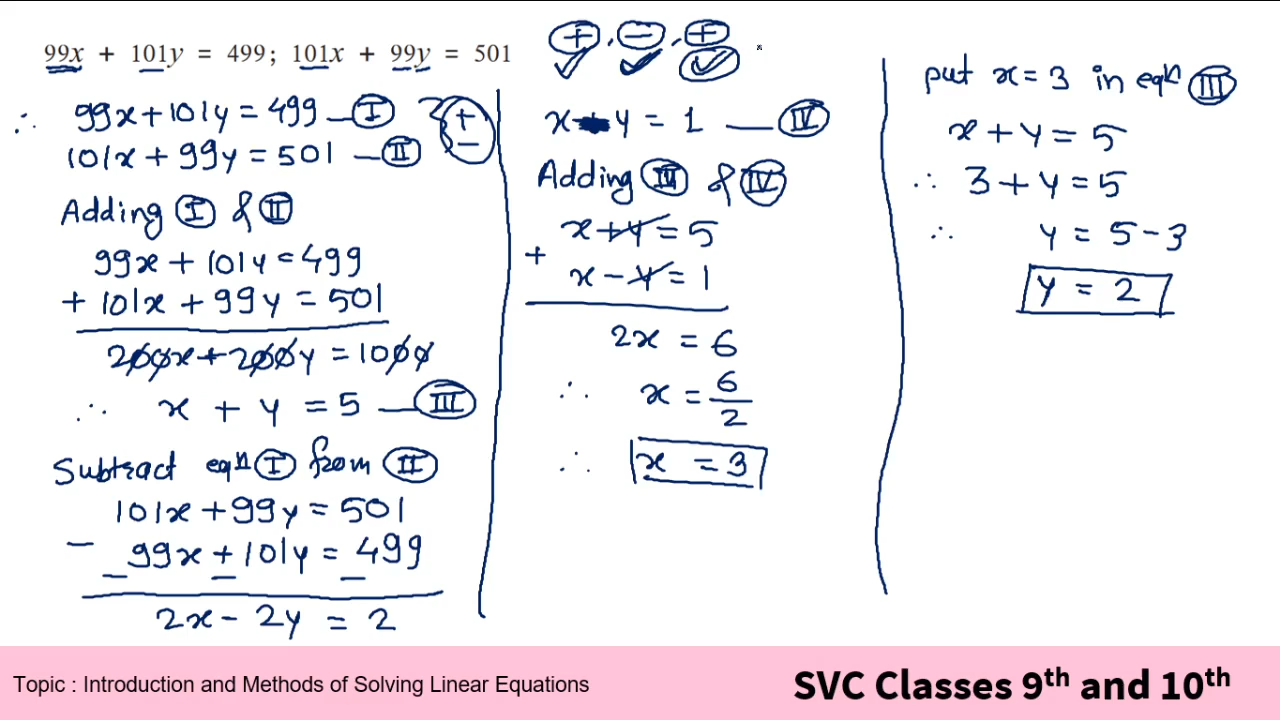 99x + 101y = 499; 101x + 99y = 501
∴ 99x + 101y = 499 — I
101x + 99y = 501 — II
+
−
Adding I & II
99x + 101y = 499
+ 101x + 99y = 501
200x + 200y = 1000
∴ x + y = 5 — III
Subtract eqn I from II
101x + 99y = 501
− 99x + 101y = 499
− − −
2x − 2y = 2
+ , − , +
x − y = 1 — IV
Adding III & IV
x + y = 5
+ x − y = 1
2x = 6
∴ x = 6/2
∴ x = 3
put x = 3 in eqn III
x + y = 5
∴ 3 + y = 5
∴ y = 5 − 3
y = 2
Topic : Introduction and Methods of Solving Linear Equations
SVC Classes 9th and 10th